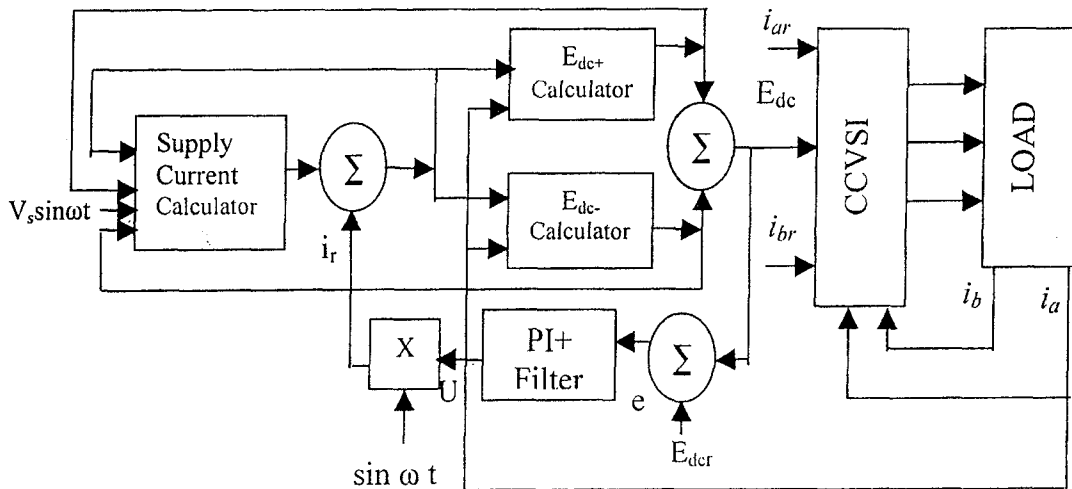 E_dc+
Calculator
i_ar
E_dc
CCVSI
LOAD
Supply
Current
Calculator
Σ
Σ
V_s sinωt
E_dc-
Calculator
i_r
i_br
i_b
i_a
X
U
PI+
Filter
Σ
e
sin ω t
E_dcr